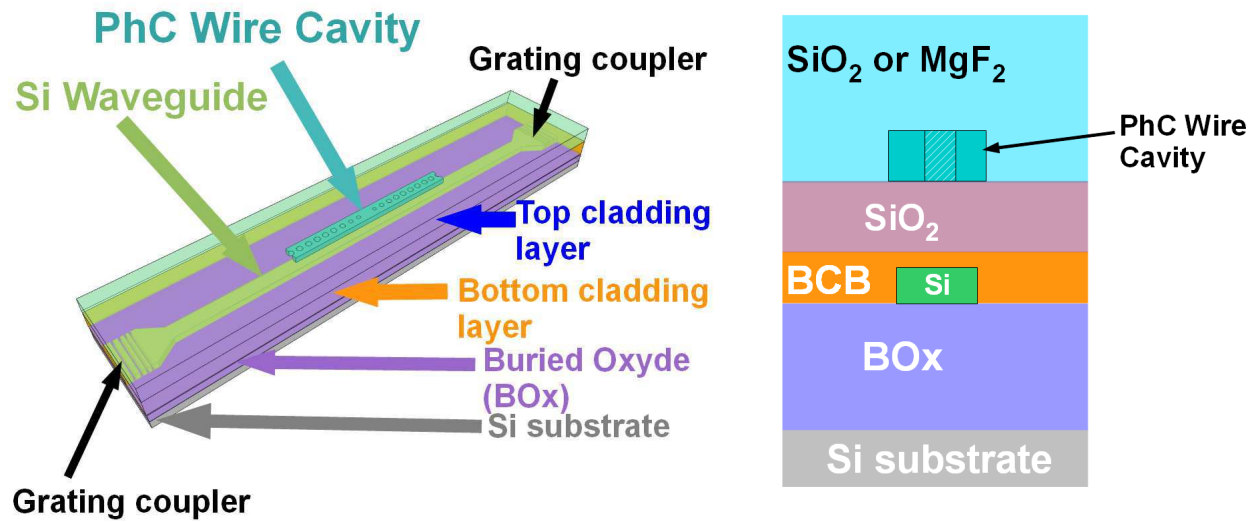 PhC Wire Cavity
Grating coupler
Si Waveguide
Top cladding
layer
Bottom cladding
layer
Buried Oxyde
(BOx)
Si substrate
Grating coupler
SiO₂ or MgF₂
PhC Wire
Cavity
SiO₂
BCB
Si
BOx
Si substrate